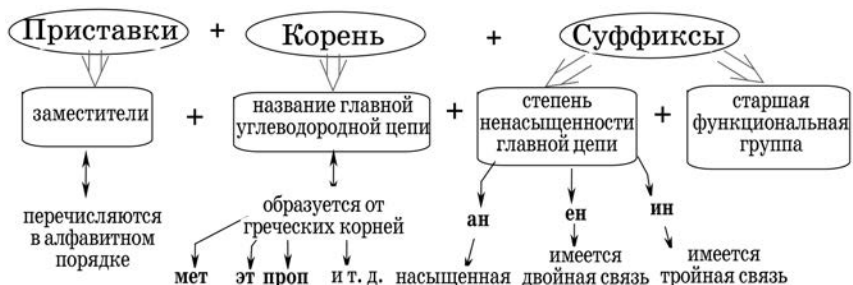 Приставки + Корень + Суффиксы
заместители + название главной углеводородной цепи + степень ненасыщенности главной депи + старшая функциональная группа
перечисляются
в алфавитном
порядке
образуется от
греческих корней
мет эт проп и т. д.
ан ен ин
насыщенная
имеется
двойная связь
имеется
тройная связь